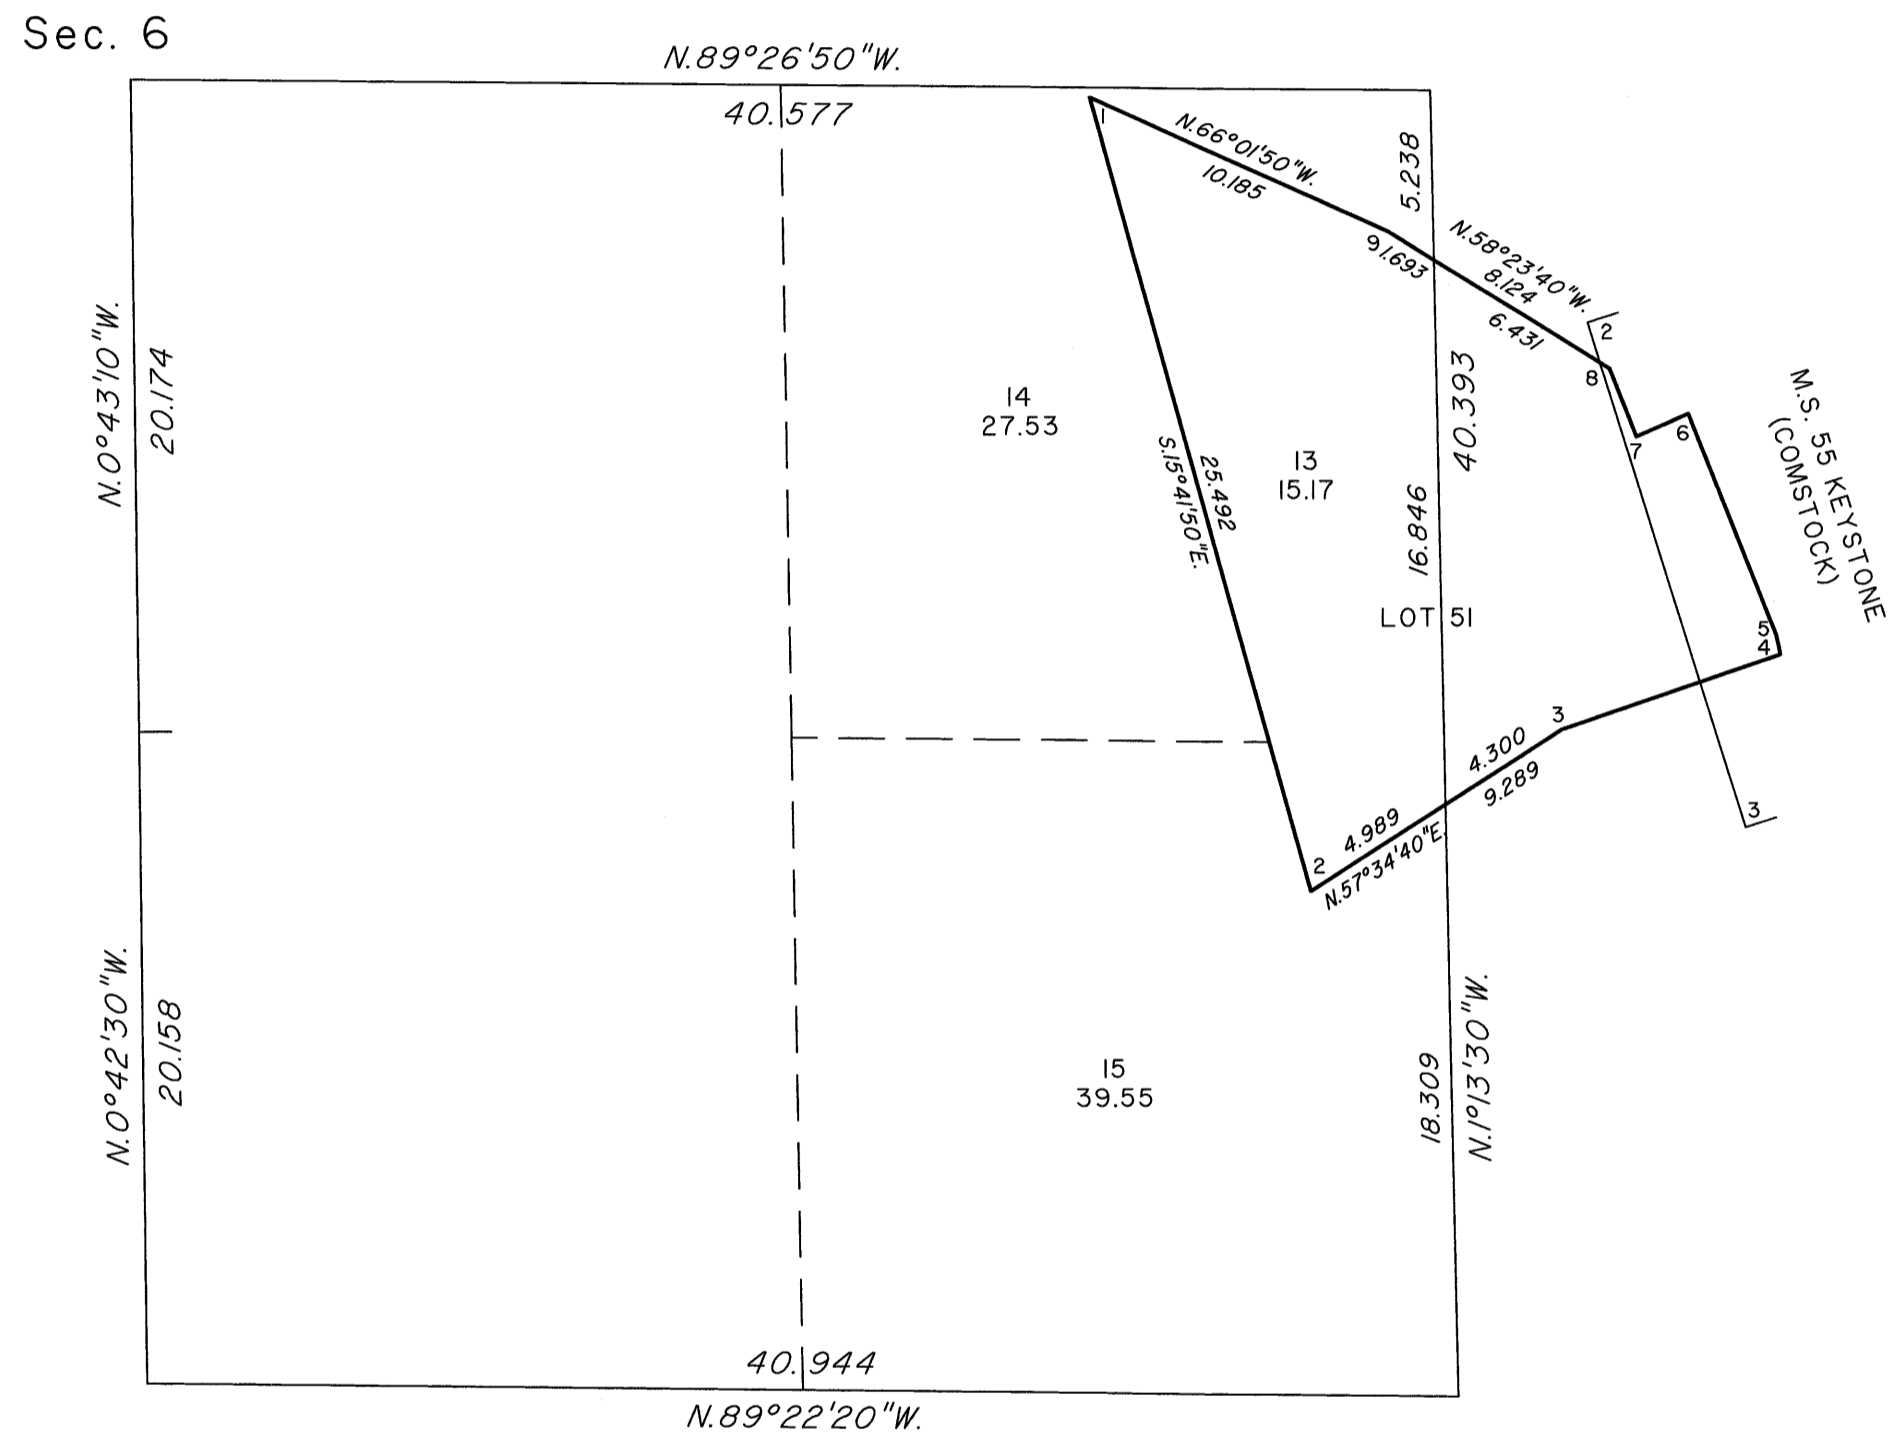 Sec. 6
N.89°26'50"W.
40.577
1
N.66°01'50"W.
10.185
5.238
9
1.693
N.58°23'40"W.
8.124
6.431
2
8
7
6
N.0°43'10"W.
20.174
14
27.53
S.15°41'50"E.
25.492
13
15.17
16.846
40.393
M.S. 55 KEYSTONE
(COMSTOCK)
LOT 51
5
4
3
4.300
9.289
3
4.989
2
N.57°34'40"E.
N.0°42'30"W.
20.158
15
39.55
18.309
N.1°13'30"W.
40.944
N.89°22'20"W.